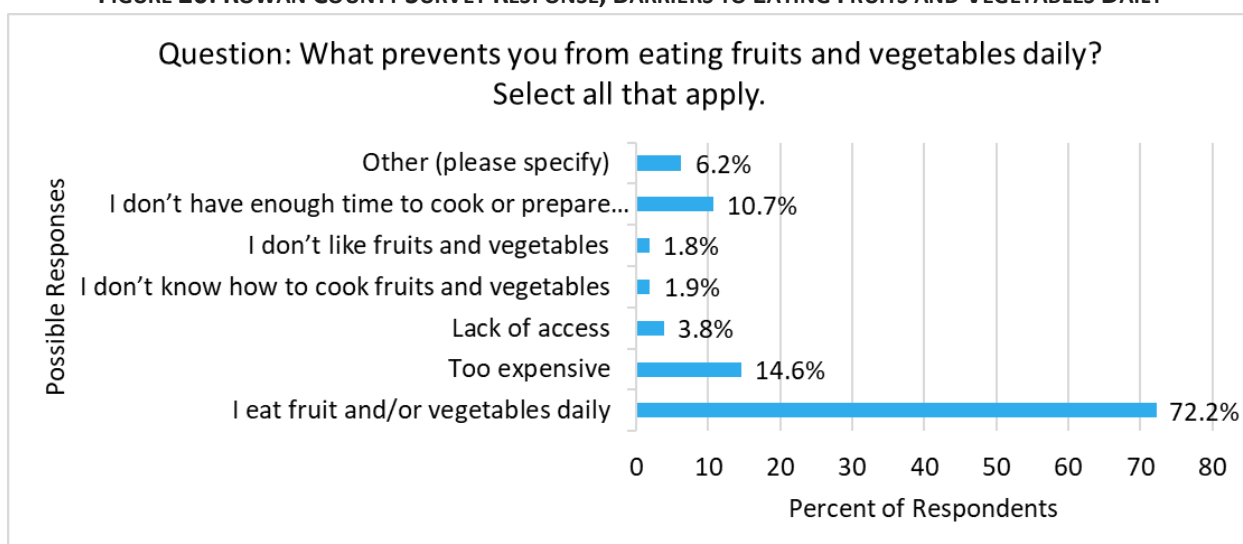 Question: What prevents you from eating fruits and vegetables daily?
Select all that apply.
Possible Responses
Other (please specify) 6.2%
I don't have enough time to cook or prepare... 10.7%
I don't like fruits and vegetables 1.8%
I don't know how to cook fruits and vegetables 1.9%
Lack of access 3.8%
Too expensive 14.6%
I eat fruit and/or vegetables daily 72.2%
0 10 20 30 40 50 60 70 80
Percent of Respondents